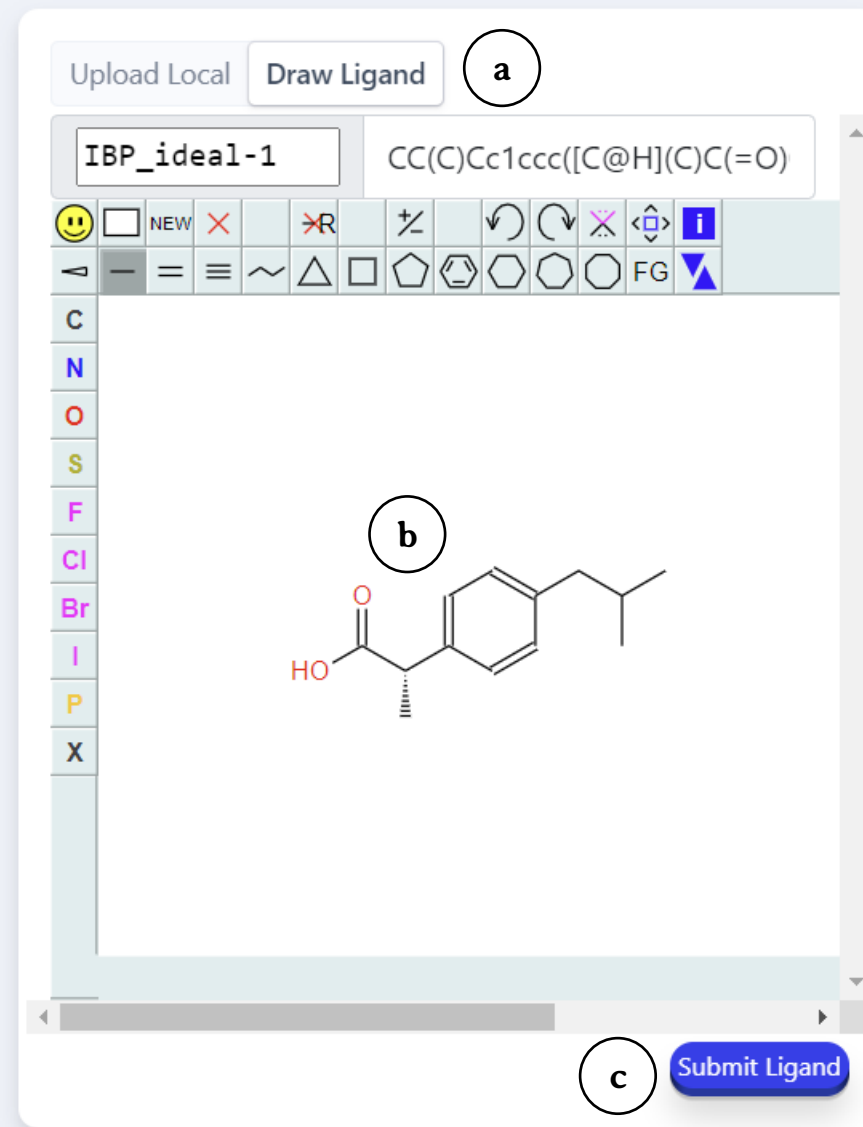 Upload Local Draw Ligand a
IBP_ideal-1 CC(C)Cc1ccc([C@H](C)C(=O)
NEW R +/− i
FG
C
N
O
S
F
Cl
Br
I
P
X
b
O
HO
c Submit Ligand